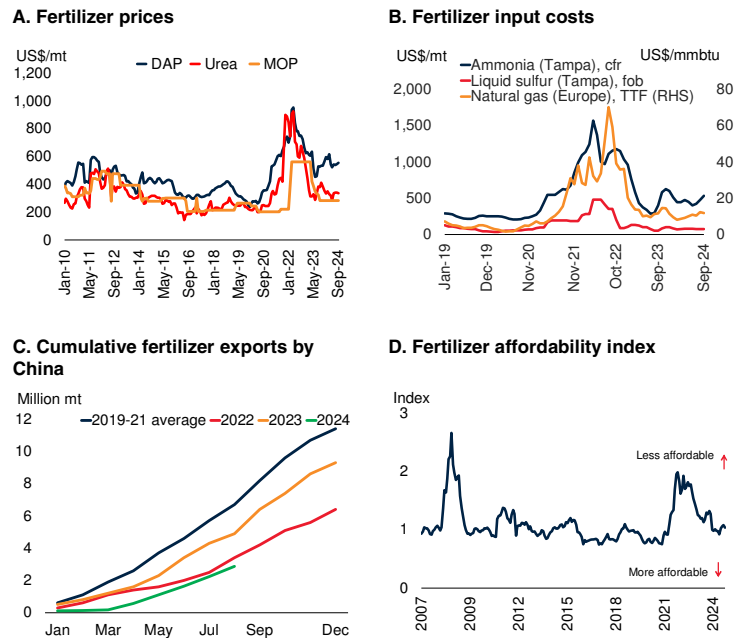 A. Fertilizer prices
US$/mt
DAP Urea MOP
1,200
1,000
800
600
400
200
0
Jan-10
May-11
Sep-12
Jan-14
May-15
Sep-16
Jan-18
May-19
Sep-20
Jan-22
May-23
Sep-24
B. Fertilizer input costs
US$/mt
US$/mmbtu
Ammonia (Tampa), cfr
Liquid sulfur (Tampa), fob
Natural gas (Europe), TTF (RHS)
2,000
1,500
1,000
500
0
80
60
40
20
0
Jan-19
Dec-19
Nov-20
Nov-21
Oct-22
Sep-23
Sep-24
C. Cumulative fertilizer exports by
China
Million mt
2019-21 average 2022 2023 2024
12
10
8
6
4
2
0
Jan
Mar
May
Jul
Sep
Dec
D. Fertilizer affordability index
Index
3
2
1
0
Less affordable
More affordable
2007
2009
2012
2015
2018
2021
2024